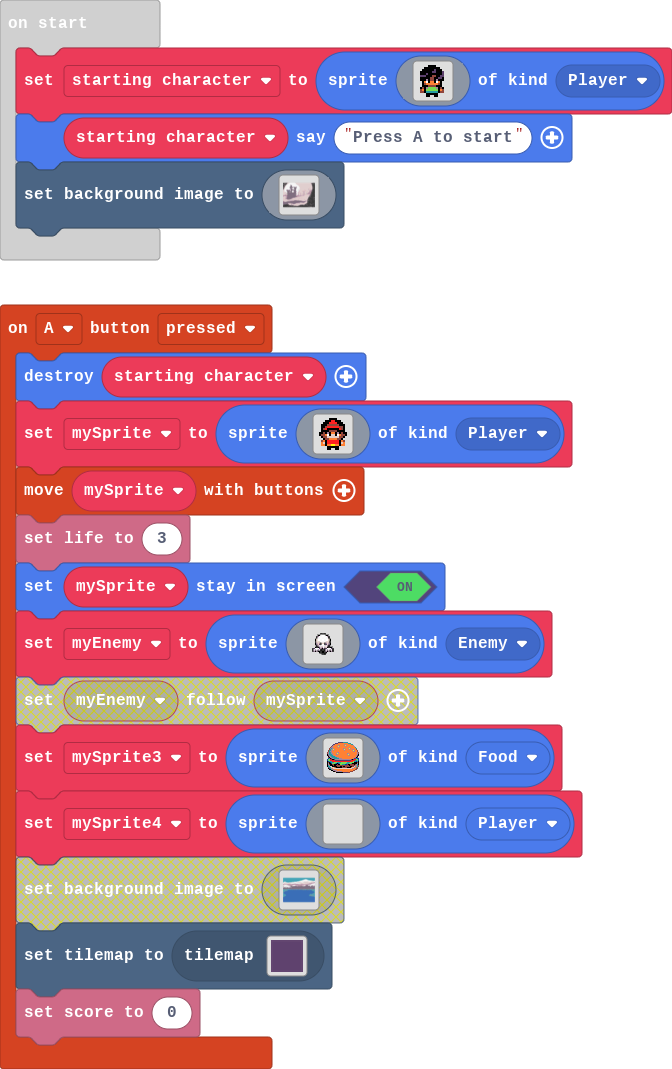 on start
set starting character to sprite of kind Player
starting character say "Press A to start"
set background image to
on A button pressed
destroy starting character
set mySprite to sprite of kind Player
move mySprite with buttons
set life to 3
set mySprite stay in screen ON
set myEnemy to sprite of kind Enemy
set myEnemy follow mySprite
set mySprite3 to sprite of kind Food
set mySprite4 to sprite of kind Player
set background image to
set tilemap to tilemap
set score to 0